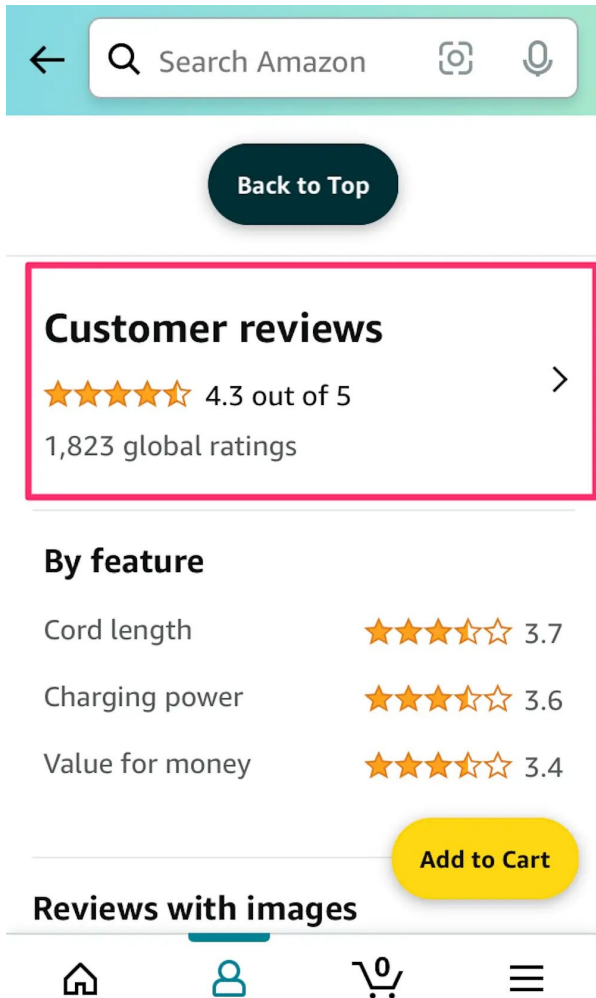 Search Amazon
Back to Top
Customer reviews
4.3 out of 5
1,823 global ratings
By feature
Cord length 3.7
Charging power 3.6
Value for money 3.4
Add to Cart
Reviews with images
0